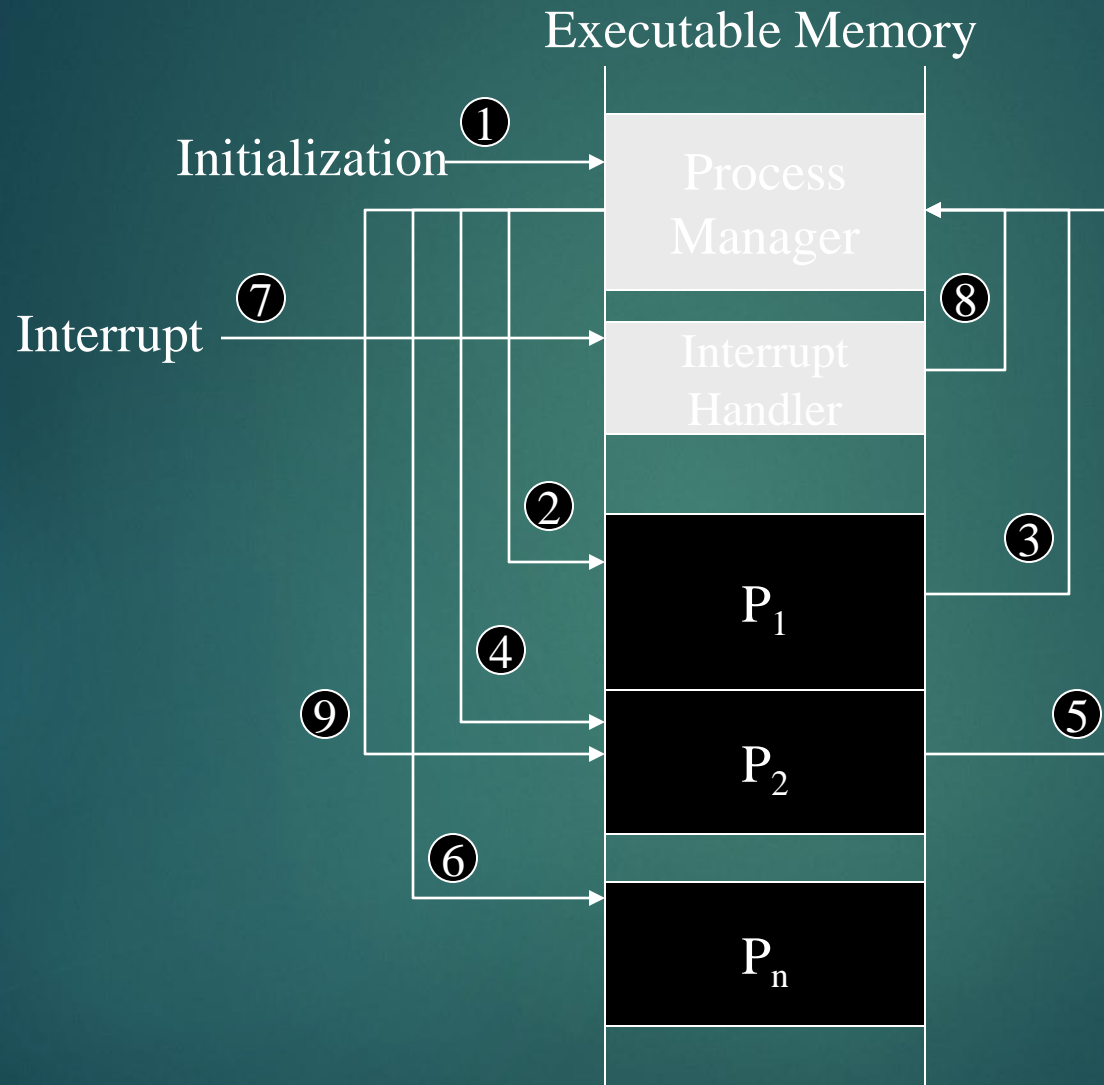 Executable Memory
1
Initialization
Process
Manager
7
8
Interrupt
Interrupt
Handler
2
3
P₁
4
9
5
P₂
6
Pₙ